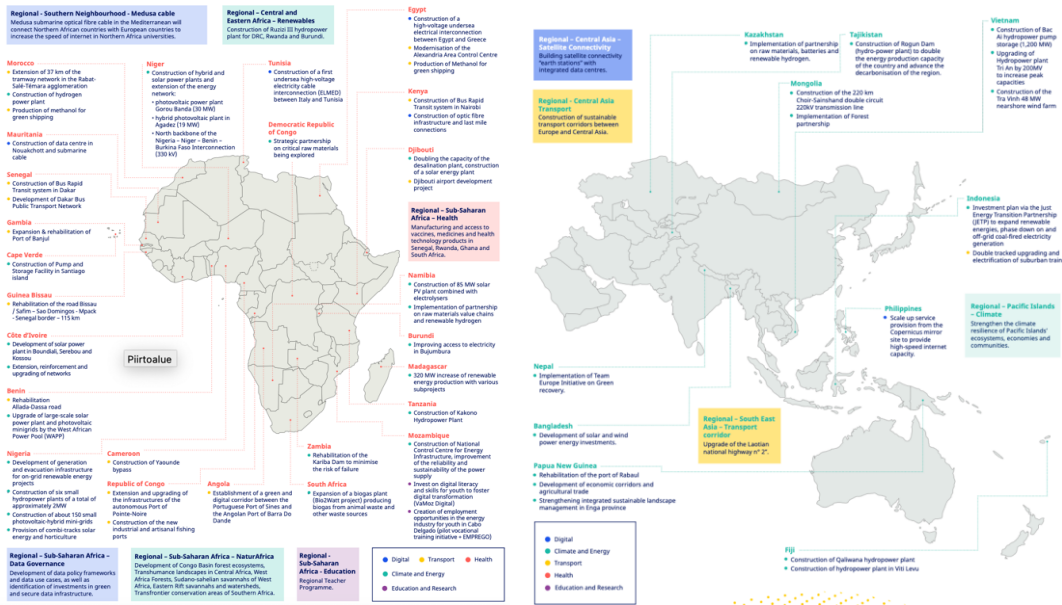 Regional – Southern Neighbourhood - Medusa cable
Medusa submarine optical fibre cable in the Mediterranean will
connect Northern African countries with European countries to
increase the speed of internet in Northern Africa universities.
Regional – Central and
Eastern Africa – Renewables
Construction of Ruzizi III hydropower
plant for DRC, Rwanda and Burundi.
Egypt
Construction of a
high-voltage undersea
electrical interconnection
between Egypt and Greece
Modernisation of the
Alexandria Area Control Centre
Production of Methanol for
green shipping
Morocco
Extension of 37 km of the
tramway network in the Rabat-
Salé-Témara agglomeration
Construction of hydrogen
power plant
Production of methanol for
green shipping
Niger
Construction of hybrid and
solar power plants and
extension of the energy
network:
• photovoltaic power plant
Gorou Banda (30 MW)
• hybrid photovoltaic plant in
Agadez (19 MW)
• North backbone of the
Nigeria – Niger – Benin –
Burkina Faso Interconnection
(330 kV)
Tunisia
Construction of a first
undersea high-voltage
electricity cable
interconnection (ELMED)
between Italy and Tunisia
Democratic Republic
of Congo
Strategic partnership
on critical raw materials
being explored
Kenya
Construction of Bus Rapid
Transit system in Nairobi
Construction of optic fibre
infrastructure and last mile
connections
Mauritania
Construction of data centre in
Nouakchott and submarine
cable
Djibouti
Doubling the capacity of the
desalination plant, construction
of a solar energy plant
Djibouti airport development
project
Senegal
Construction of Bus Rapid
Transit system in Dakar
Development of Dakar Bus
Public Transport Network
Regional – Sub-Saharan
Africa – Health
Manufacturing and access to
vaccines, medicines and health
technology products in
Senegal, Rwanda, Ghana and
South Africa.
Gambia
Expansion & rehabilitation of
Port of Banjul
Cape Verde
Construction of Pump and
Storage Facility in Santiago
island
Namibia
Construction of 85 MW solar
PV plant combined with
electrolysers
Implementation of partnership
on raw materials value chains
and renewable hydrogen
Guinea Bissau
Rehabilitation of the road Bissau
/ Safim – Sao Domingos - Mpack
- Senegal border – 115 km
Côte d'Ivoire
Development of solar power
plant in Boundiali, Serebou and
Kossou
Extension, reinforcement and
upgrading of networks
Piirtoalue
Burundi
Improving access to electricity
in Bujumbura
Madagascar
320 MW increase of renewable
energy production with various
subprojects
Benin
Rehabilitation
Allada-Dassa road
Upgrade of large-scale solar
power plant and photovoltaic
minigrids by the West African
Power Pool (WAPP)
Tanzania
Construction of Kakono
Hydropower Plant
Mozambique
Construction of National
Control Centre for Energy
Infrastructure, improvement
of the reliability and
sustainability of the power
supply
Invest on digital literacy
and skills for youth to foster
digital transformation
(VaMoz Digital)
Creation of employment
opportunities in the energy
industry for youth in Cabo
Delgado (pilot vocational
training initiative + EMPREGO)
Nigeria
Development of generation
and evacuation infrastructure
for on-grid renewable energy
projects
Construction of six small
hydropower plants of a total of
approximately 2MW
Construction of about 150 small
photovoltaic-hybrid mini-grids
Provision of combi-tracks solar
energy and horticulture
Cameroon
Construction of Yaounde
bypass
Republic of Congo
Extension and upgrading of
the infrastructures of the
autonomous Port of
Pointe-Noire
Construction of the new
industrial and artisanal fishing
ports
Angola
Establishment of a green and
digital corridor between the
Portuguese Port of Sines and
the Angolan Port of Barra Do
Dande
Zambia
Rehabilitation of the
Kariba Dam to minimise
the risk of failure
South Africa
Expansion of a biogas plant
(Bio2Watt project) producing
biogas from animal waste and
other waste sources
Regional – Sub-Saharan Africa –
Data Governance
Development of data policy frameworks
and data use cases, as well as
identification of investments in green
and secure data infrastructure.
Regional – Sub-Saharan Africa – NaturAfrica
Development of Congo Basin forest ecosystems,
Transhumance landscapes in Central Africa, West
Africa Forests, Sudano-sahelian savannahs of West
Africa, Eastern Rift savannahs and watersheds,
Transfrontier conservation areas of Southern Africa.
Regional -
Sub-Saharan
Africa - Education
Regional Teacher
Programme.
Digital
Transport
Health
Climate and Energy
Education and Research
Regional – Central Asia –
Satellite Connectivity
Building satellite connectivity
"earth stations" with
integrated data centres.
Regional - Central Asia
Transport
Construction of sustainable
transport corridors between
Europe and Central Asia.
Kazakhstan
Implementation of partnership
on raw materials, batteries and
renewable hydrogen.
Tajikistan
Construction of Rogun Dam
(hydro-power plant) to double
the energy production capacity
of the country and advance the
decarbonisation of the region.
Mongolia
Construction of the 220 km
Choir-Sainshand double circuit
220kV transmission line
Implementation of Forest
partnership
Vietnam
Construction of Bac
Ai hydropower pump
storage (1,200 MW)
Upgrading of
Hydropower plant
Tri An by 200MV
to increase peak
capacities
Construction of the
Tra Vinh 48 MW
nearshore wind farm
Indonesia
Investment plan via the Just
Energy Transition Partnership
(JETP) to expand renewable
energies, phase down on and
off-grid coal-fired electricity
generation
Double tracked upgrading and
electrification of suburban train
Philippines
Scale up service
provision from the
Copernicus mirror
site to provide
high-speed internet
capacity.
Regional – Pacific Islands
– Climate
Strengthen the climate
resilience of Pacific Islands'
ecosystems, economies and
communities.
Nepal
Implementation of Team
Europe Initiative on Green
recovery.
Bangladesh
Development of solar and wind
power energy investments.
Regional – South East
Asia – Transport
corridor
Upgrade of the Laotian
national highway n° 2".
Papua New Guinea
Rehabilitation of the port of Rabaul
Development of economic corridors and
agricultural trade
Strengthening integrated sustainable landscape
management in Enga province
Digital
Climate and Energy
Transport
Health
Education and Research
Fiji
Construction of Qaliwana hydropower plant
Construction of hydropower plant in Viti Levu